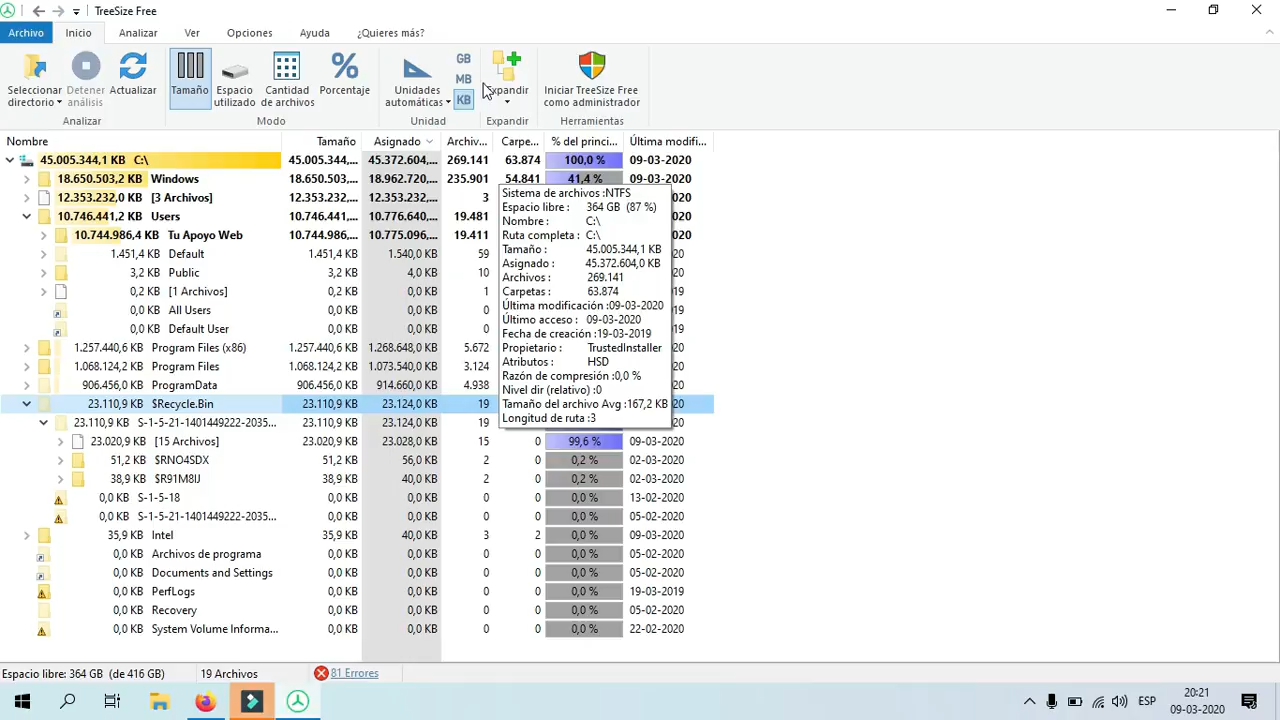 TreeSize Free
Archivo Inicio Analizar Ver Opciones Ayuda ¿Quieres más?
GB
MB
KB
Seleccionar directorio
Detener análisis
Actualizar
Tamaño
Espacio utilizado
Cantidad de archivos
Porcentaje
Unidades automáticas
Expandir
Iniciar TreeSize Free como administrador
Analizar Modo Unidad Expandir Herramientas
Nombre Tamaño Asignado Archiv... Carpe... % del princi... Última modifi...
45.005.344,1 KB C:\ 45.005.344,... 45.372.604,... 269.141 63.874 100,0 % 09-03-2020
18.650.503,2 KB Windows 18.650.503,... 18.962.720,... 235.901 54.841 41,4 % 09-03-2020
12.353.232,0 KB [3 Archivos] 12.353.232,... 12.353.232,... 3 20
10.746.441,2 KB Users 10.746.441,... 10.776.640,... 19.481 20
10.744.986,4 KB Tu Apoyo Web 10.744.986,... 10.775.096,... 19.411 20
1.451,4 KB Default 1.451,4 KB 1.540,0 KB 59 20
3,2 KB Public 3,2 KB 4,0 KB 10 20
0,2 KB [1 Archivos] 0,2 KB 0,0 KB 1 19
0,0 KB All Users 0,0 KB 0,0 KB 0 19
0,0 KB Default User 0,0 KB 0,0 KB 0 19
1.257.440,6 KB Program Files (x86) 1.257.440,6 KB 1.268.648,0 KB 5.672 20
1.068.124,2 KB Program Files 1.068.124,2 KB 1.073.540,0 KB 3.124 20
906.456,0 KB ProgramData 906.456,0 KB 914.660,0 KB 4.938 20
23.110,9 KB $Recycle.Bin 23.110,9 KB 23.124,0 KB 19 20
23.110,9 KB S-1-5-21-1401449222-2035... 23.110,9 KB 23.124,0 KB 19 20
23.020,9 KB [15 Archivos] 23.020,9 KB 23.028,0 KB 15 0 99,6 % 09-03-2020
51,2 KB $RNO4SDX 51,2 KB 56,0 KB 2 0 0,2 % 02-03-2020
38,9 KB $R91M8IJ 38,9 KB 40,0 KB 2 0 0,2 % 02-03-2020
0,0 KB S-1-5-18 0,0 KB 0,0 KB 0 0 0,0 % 13-02-2020
0,0 KB S-1-5-21-1401449222-2035... 0,0 KB 0,0 KB 0 0 0,0 % 05-02-2020
35,9 KB Intel 35,9 KB 40,0 KB 3 2 0,0 % 09-03-2020
0,0 KB Archivos de programa 0,0 KB 0,0 KB 0 0 0,0 % 05-02-2020
0,0 KB Documents and Settings 0,0 KB 0,0 KB 0 0 0,0 % 05-02-2020
0,0 KB PerfLogs 0,0 KB 0,0 KB 0 0 0,0 % 19-03-2019
0,0 KB Recovery 0,0 KB 0,0 KB 0 0 0,0 % 05-02-2020
0,0 KB System Volume Informa... 0,0 KB 0,0 KB 0 0 0,0 % 22-02-2020
Sistema de archivos :NTFS
Espacio libre : 364 GB (87 %)
Nombre : C:\
Ruta completa : C:\
Tamaño : 45.005.344,1 KB
Asignado : 45.372.604,0 KB
Archivos : 269.141
Carpetas : 63.874
Última modificación :09-03-2020
Último acceso : 09-03-2020
Fecha de creación :19-03-2019
Propietario : TrustedInstaller
Atributos : HSD
Razón de compresión :0,0 %
Nivel dir (relativo) :0
Tamaño del archivo Avg :167,2 KB
Longitud de ruta :3
Espacio libre: 364 GB (de 416 GB) 19 Archivos 81 Errores
ESP
20:21
09-03-2020